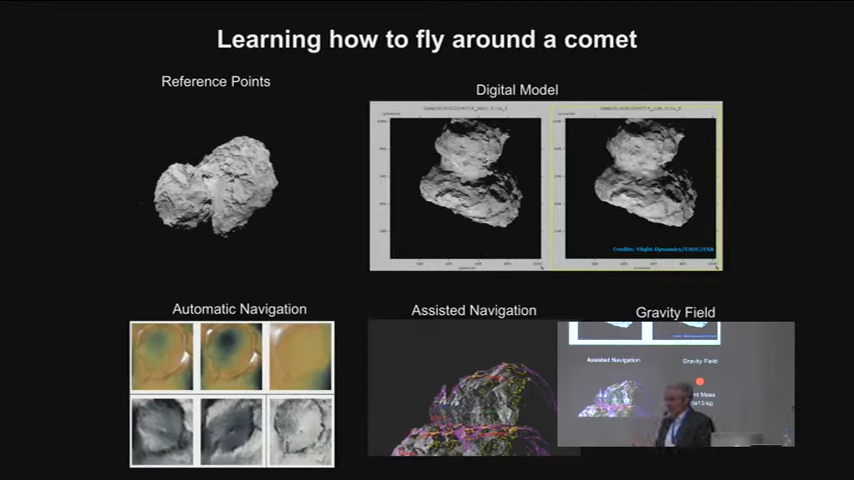 Learning how to fly around a comet
Reference Points
Digital Model
Credits: Flight Dynamics/ESOC/ESA
Automatic Navigation
Assisted Navigation
Gravity Field
Assisted Navigation
Gravity Field
Mass